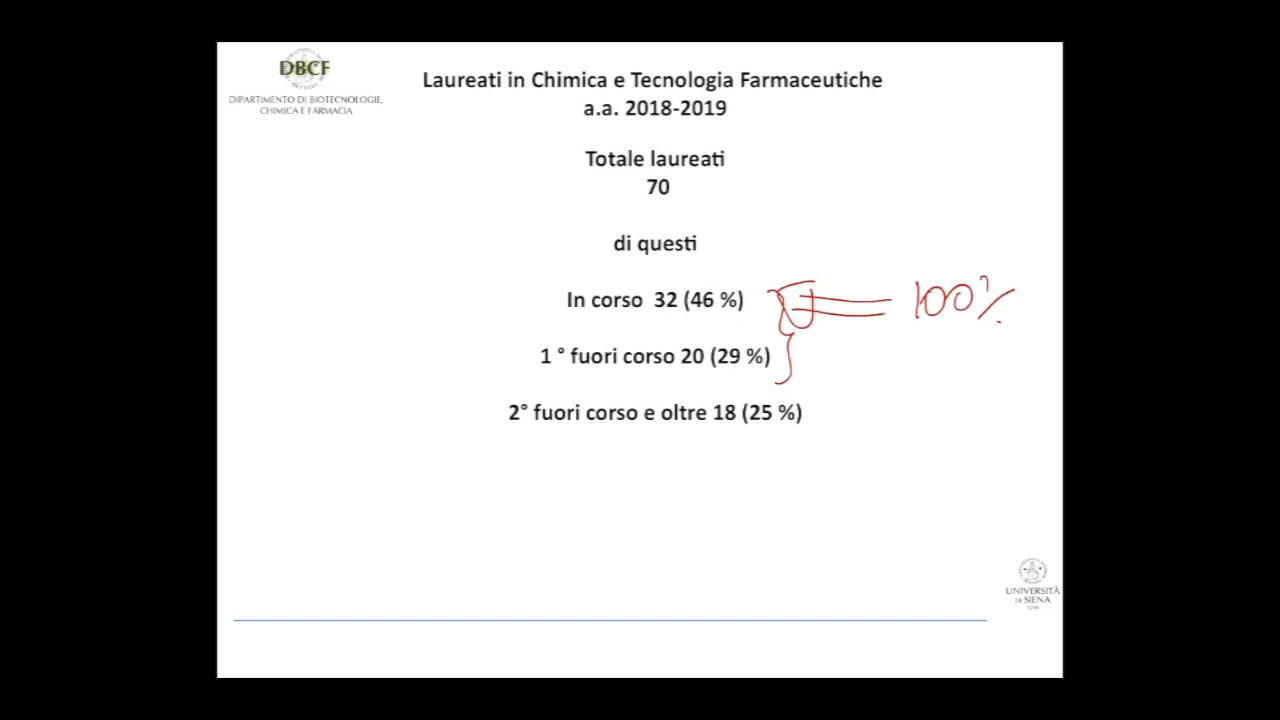 DBCF
DIPARTIMENTO DI BIOTECNOLOGIE,
CHIMICA E FARMACIA
Laureati in Chimica e Tecnologia Farmaceutiche
a.a. 2018-2019
Totale laureati
70
di questi
In corso 32 (46 %)
100%
1 ° fuori corso 20 (29 %)
2° fuori corso e oltre 18 (25 %)
UNIVERSITÀ
DI SIENA
1240